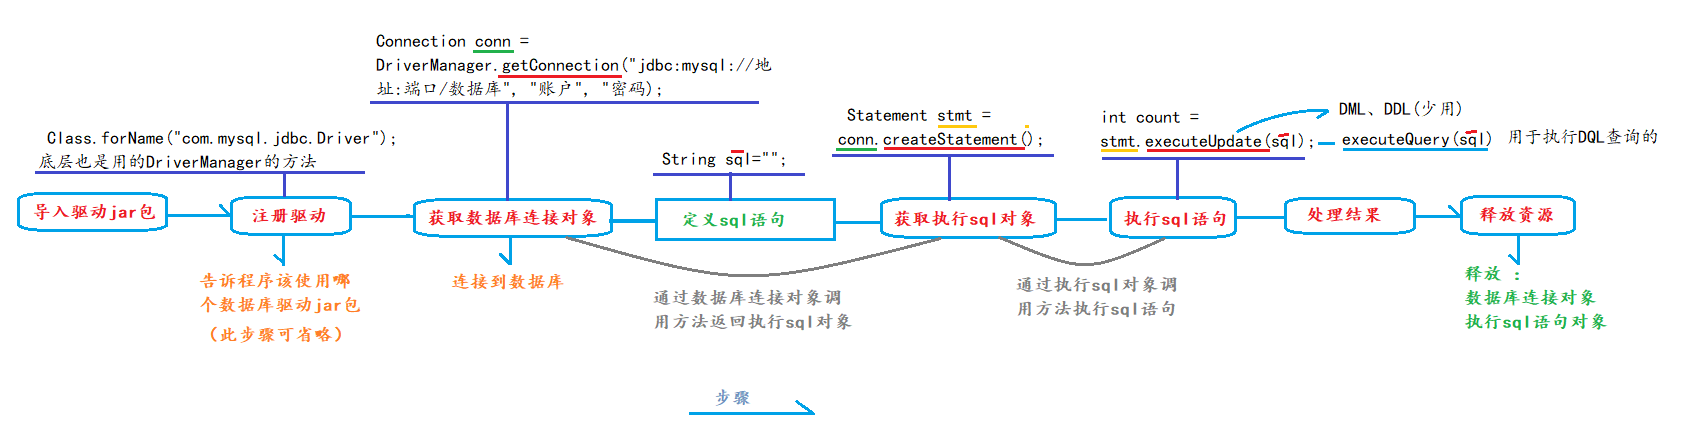 Connection conn =
DriverManager.getConnection("jdbc:mysql://地
址:端口/数据库", "账户", "密码);
Class.forName("com.mysql.jdbc.Driver");
底层也是用的DriverManager的方法
String sql="";
Statement stmt =
conn.createStatement();
int count =
stmt.executeUpdate(sql);
DML、DDL(少用)
executeQuery(sql) 用于执行DQL查询的
导入驱动jar包
注册驱动
获取数据库连接对象
定义sql语句
获取执行sql对象
执行sql语句
处理结果
释放资源
告诉程序该使用哪
个数据库驱动jar包
（此步骤可省略）
连接到数据库
通过数据库连接对象调
用方法返回执行sql对象
通过执行sql对象调
用方法执行sql语句
释放 :
数据库连接对象
执行sql语句对象
步骤